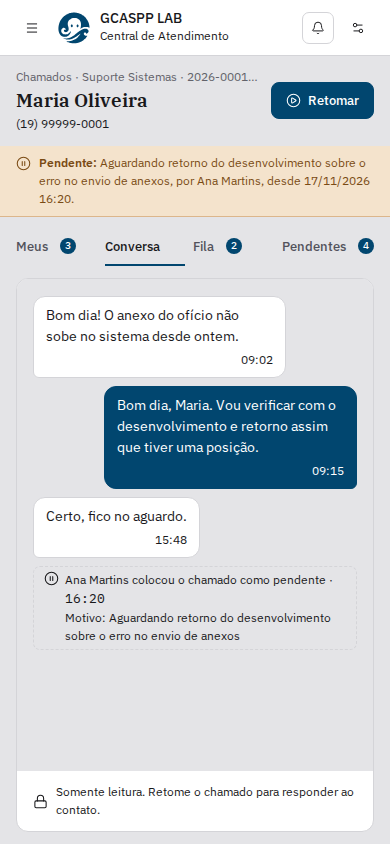 GCASPP LAB
Central de Atendimento
Chamados · Suporte Sistemas · 2026-0001...
Maria Oliveira
(19) 99999-0001
Retomar
Pendente: Aguardando retorno do desenvolvimento sobre o
erro no envio de anexos, por Ana Martins, desde 17/11/2026
16:20.
Meus 3 Conversa Fila 2 Pendentes 4
Bom dia! O anexo do ofício não
sobe no sistema desde ontem.
09:02
Bom dia, Maria. Vou verificar com o
desenvolvimento e retorno assim
que tiver uma posição.
09:15
Certo, fico no aguardo.
15:48
Ana Martins colocou o chamado como pendente ·
16:20
Motivo: Aguardando retorno do desenvolvimento
sobre o erro no envio de anexos
Somente leitura. Retome o chamado para responder ao
contato.